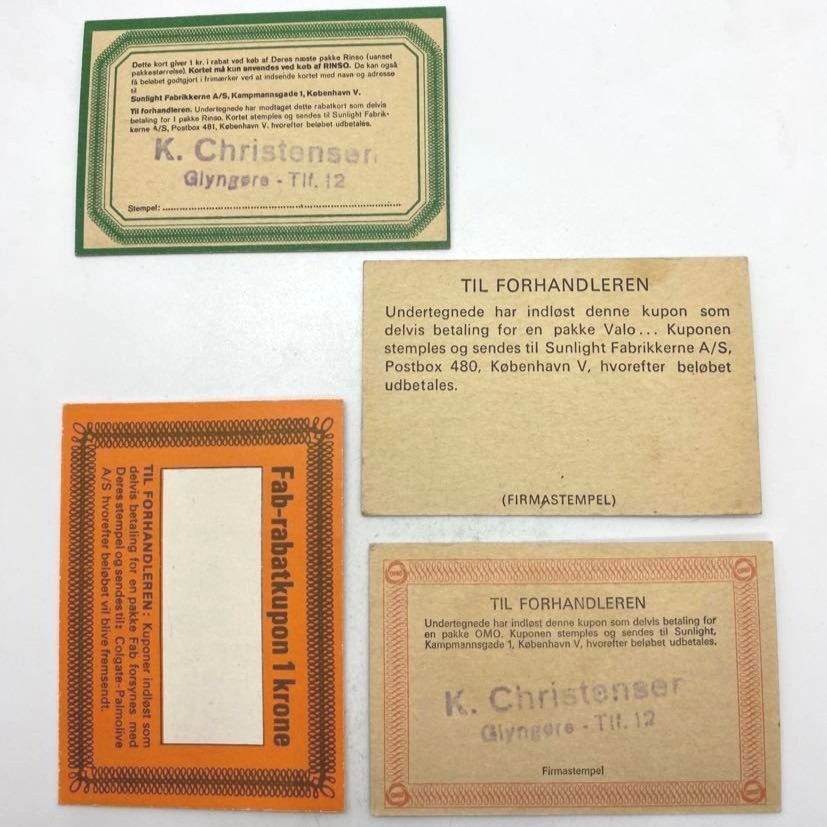 Dette kort giver 1 kr. i rabat ved køb af Deres næste pakke Rinso (uanset
pakkestørrelse). Kortet må kun anvendes ved køb af RINSO. De kan også
få beløbet godtgjort i frimærker ved at indsende kortet med navn og adresse
til
Sunlight Fabrikkerne A/S, Kampmannsgade 1, København V.
Til forhandleren. Undertegnede har modtaget dette rabatkort som delvis
betaling for 1 pakke Rinso. Kortet stemples og sendes til Sunlight Fabrik-
kerne A/S, Postbox 481, København V, hvorefter beløbet udbetales.
K. Christensen
Glyngøre - Tlf. 12
Stempel:
TIL FORHANDLEREN
Undertegnede har indløst denne kupon som
delvis betaling for en pakke Valo... Kuponen
stemples og sendes til Sunlight Fabrikkerne A/S,
Postbox 480, København V, hvorefter beløbet
udbetales.
(FIRMASTEMPEL)
Fab-rabatkupon 1 krone
TIL FORHANDLEREN: Kuponer indløst som
delvis betaling for en pakke Fab forsynes med
Deres stempel og sendes til: Colgate-Palmolive
A/S hvorefter beløbet vil blive fremsendt.
TIL FORHANDLEREN
Undertegnede har indløst denne kupon som delvis betaling for
en pakke OMO. Kuponen stemples og sendes til Sunlight,
Kampmannsgade 1, København V, hvorefter beløbet udbetales.
K. Christenser
Glyngøre - Tlf. 12
Firmastempel